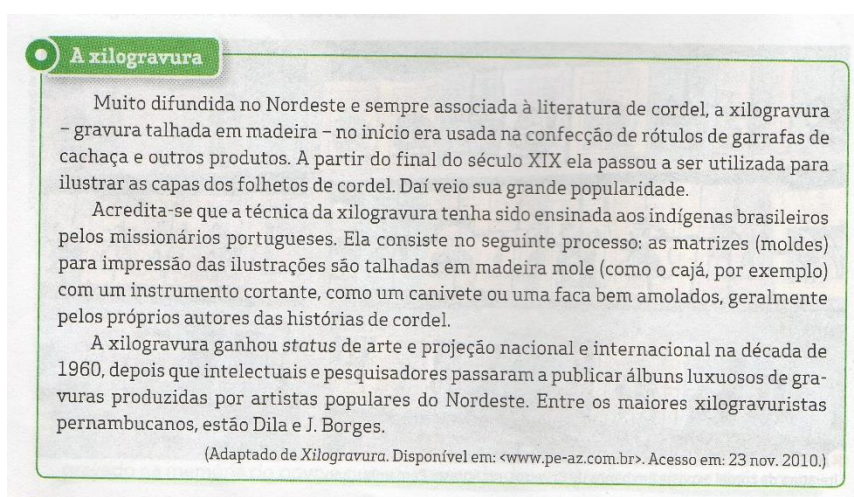 A xilogravura
Muito difundida no Nordeste e sempre associada à literatura de cordel, a xilogravura
– gravura talhada em madeira – no início era usada na confecção de rótulos de garrafas de
cachaça e outros produtos. A partir do final do século XIX ela passou a ser utilizada para
ilustrar as capas dos folhetos de cordel. Daí veio sua grande popularidade.
Acredita-se que a técnica da xilogravura tenha sido ensinada aos indígenas brasileiros
pelos missionários portugueses. Ela consiste no seguinte processo: as matrizes (moldes)
para impressão das ilustrações são talhadas em madeira mole (como o cajá, por exemplo)
com um instrumento cortante, como um canivete ou uma faca bem amolados, geralmente
pelos próprios autores das histórias de cordel.
A xilogravura ganhou status de arte e projeção nacional e internacional na década de
1960, depois que intelectuais e pesquisadores passaram a publicar álbuns luxuosos de gra-
vuras produzidas por artistas populares do Nordeste. Entre os maiores xilogravuristas
pernambucanos, estão Dila e J. Borges.
(Adaptado de Xilogravura. Disponível em: <www.pe-az.com.br>. Acesso em: 23 nov. 2010.)